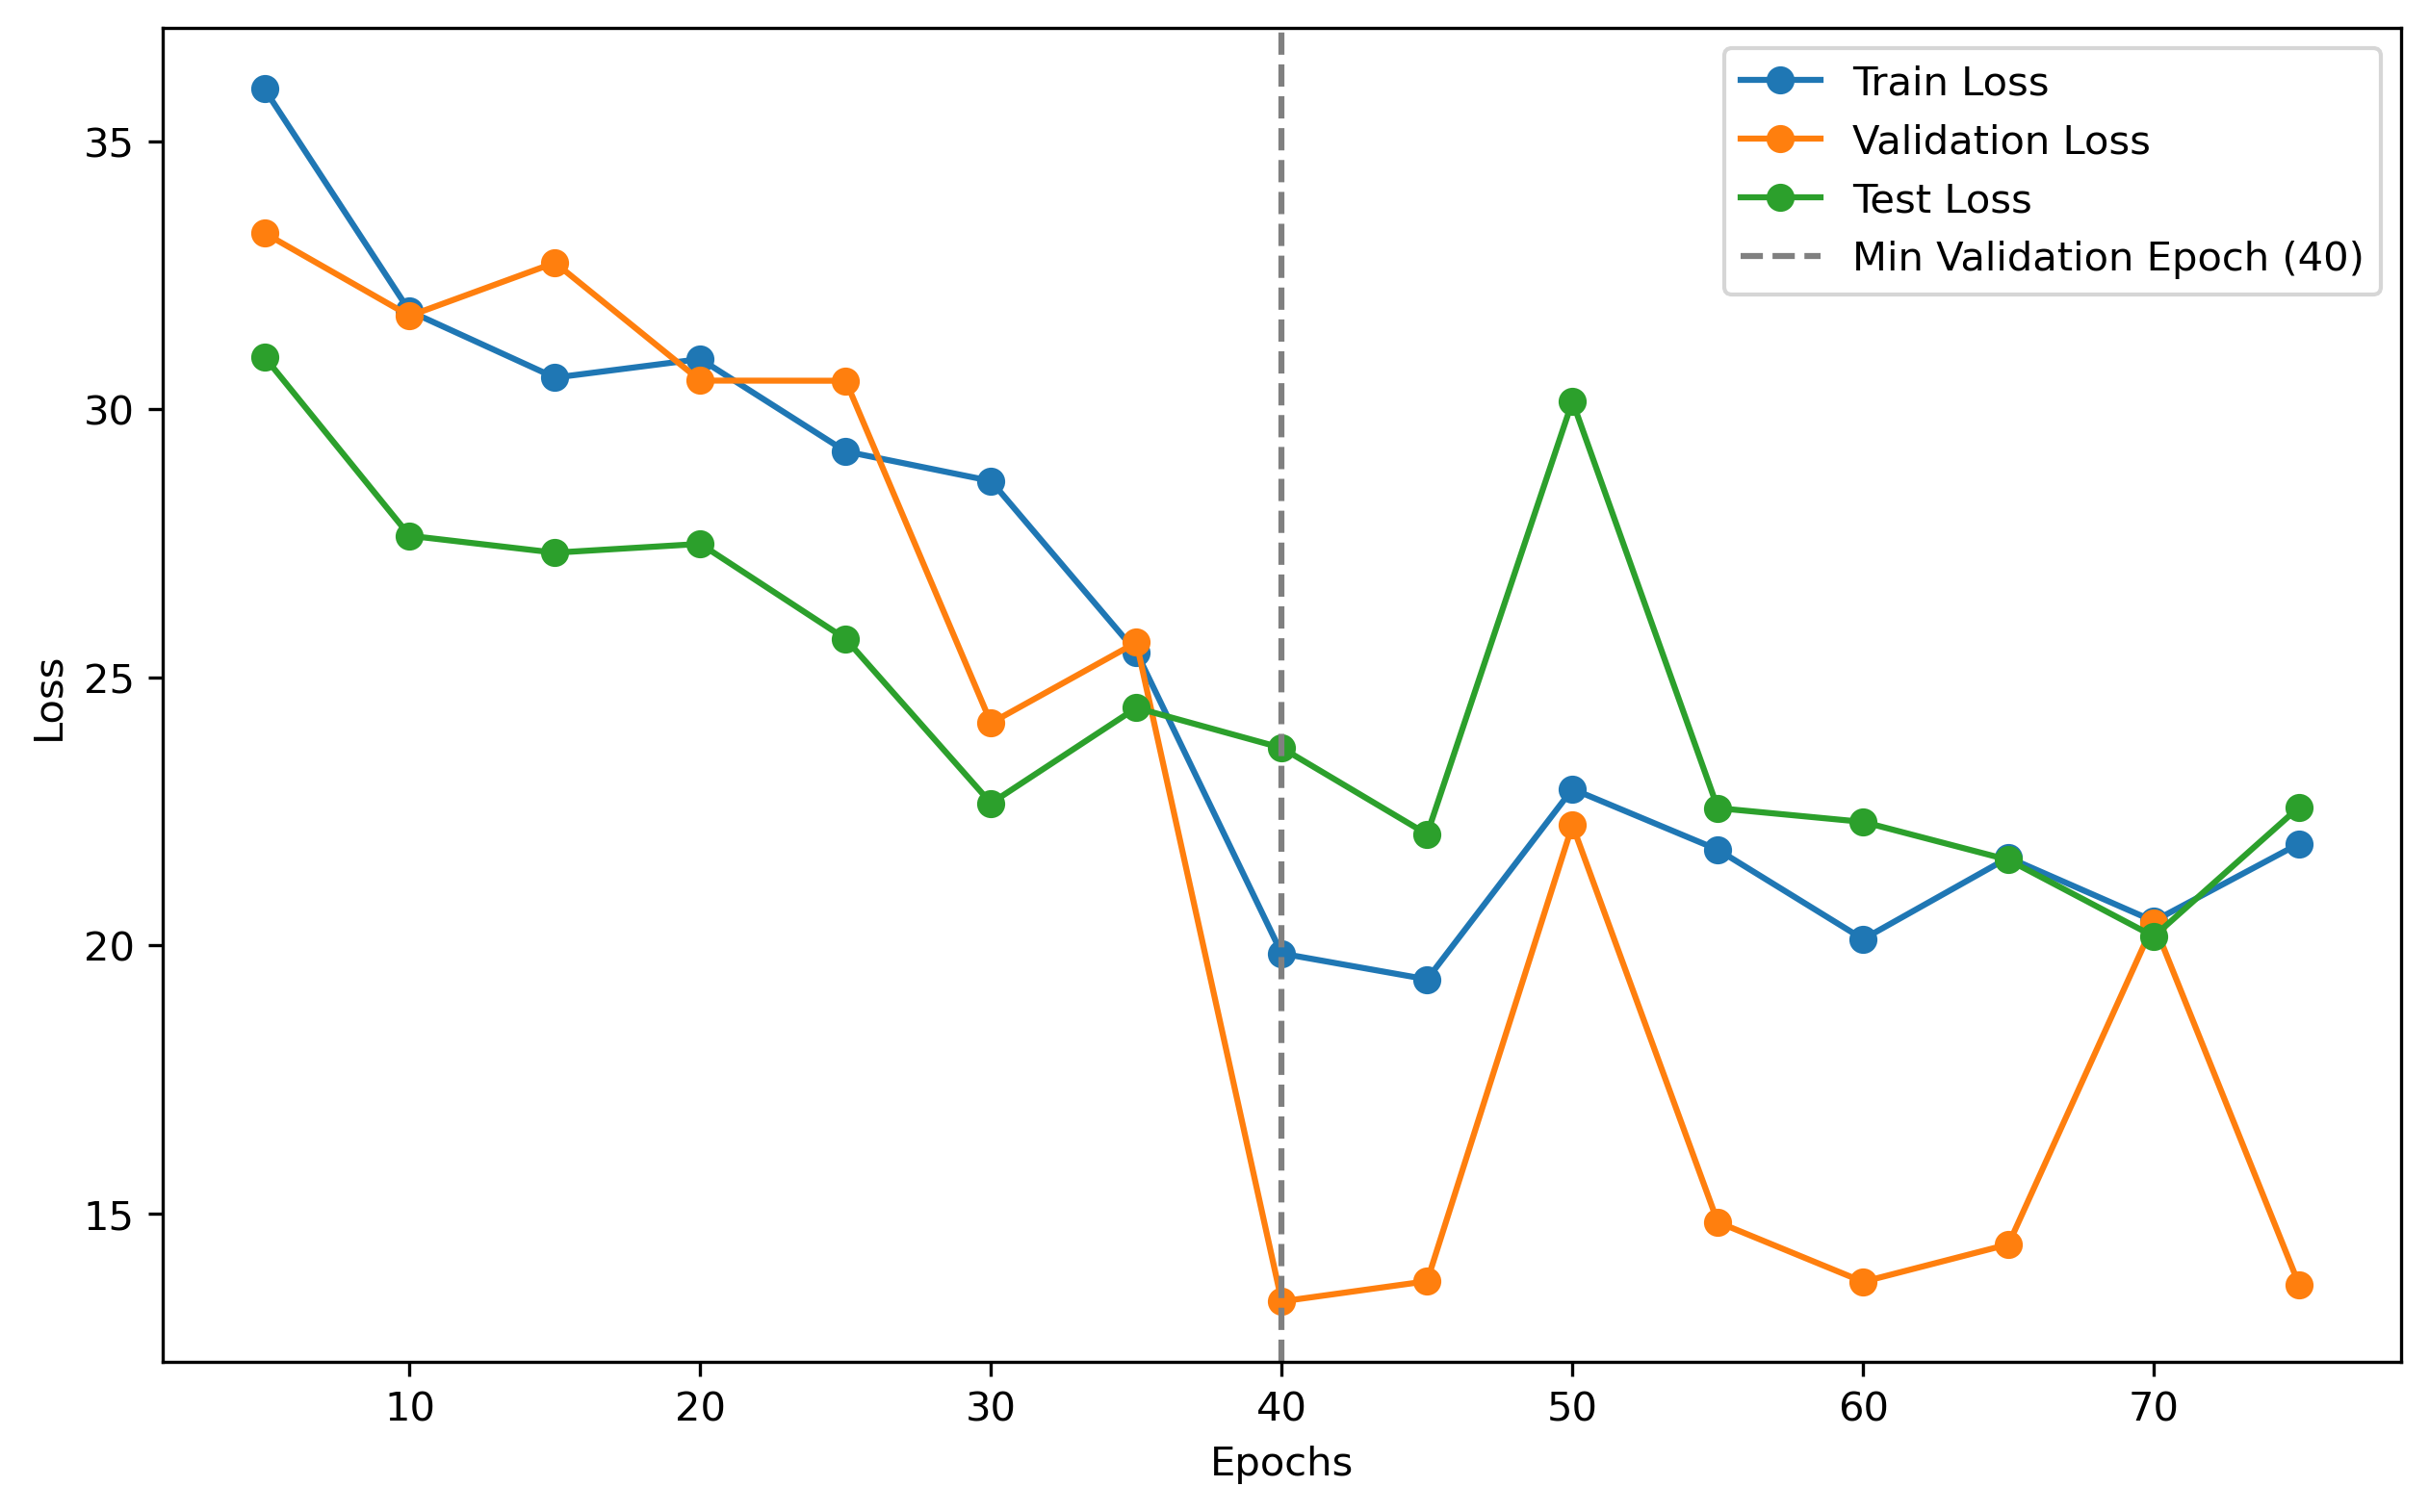 Train Loss
Validation Loss
Test Loss
Min Validation Epoch (40)
35
30
25
20
15
Loss
10 20 30 40 50 60 70
Epochs